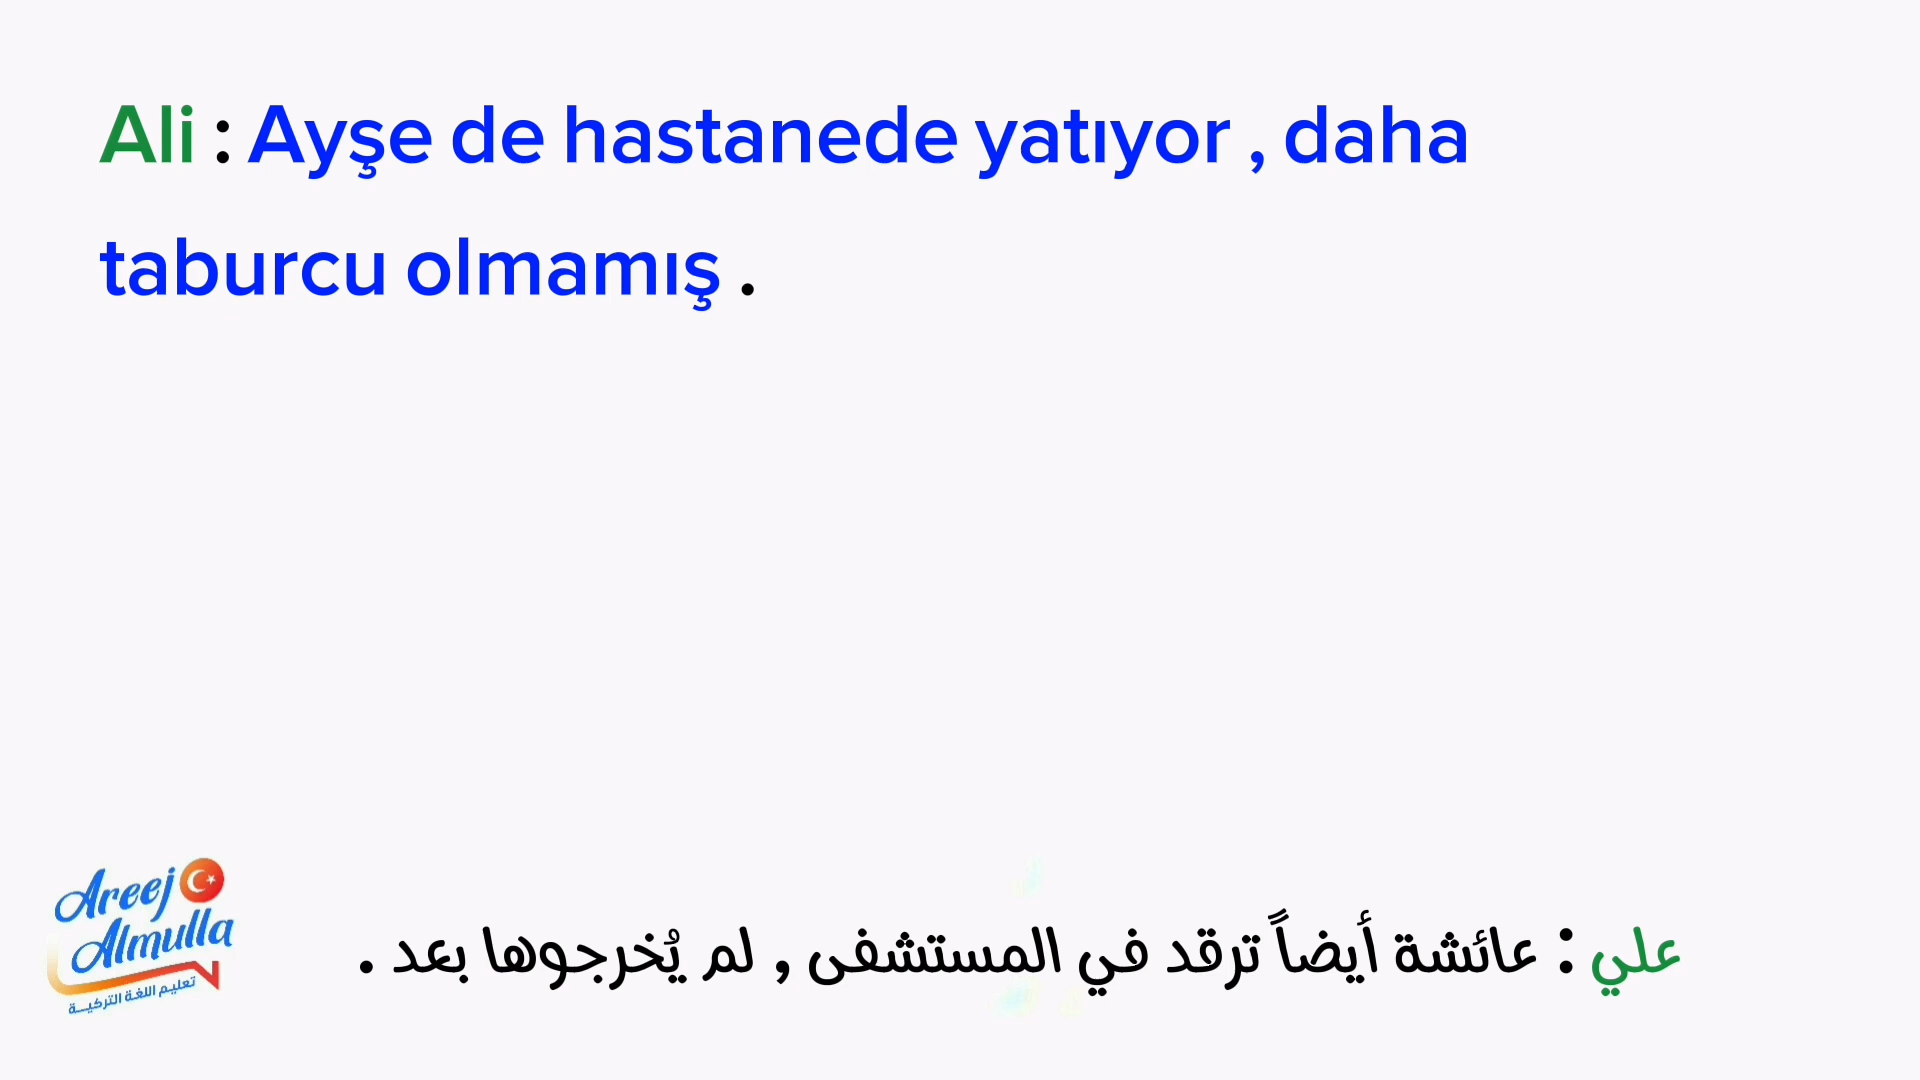 Ali : Ayşe de hastanede yatıyor , daha
taburcu olmamış .
علي : عائشة أيضاً ترقد في المستشفى , لم يُخرجوها بعد .
Areej
Almulla
تعليم اللغة التركيـة